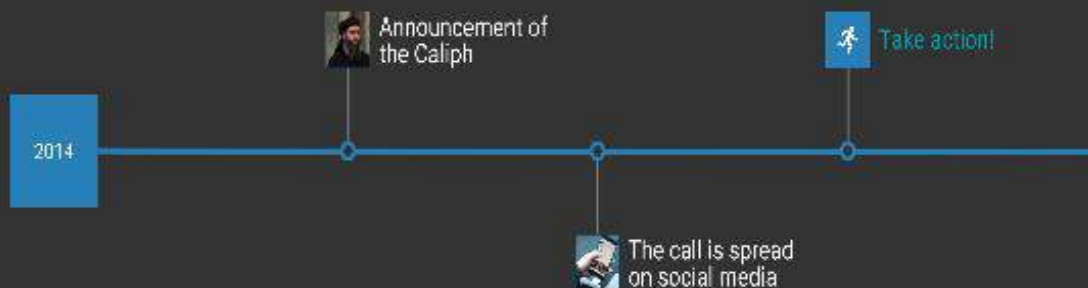 Announcement of
the Caliph
Take action!
2014
The call is spread
on social media